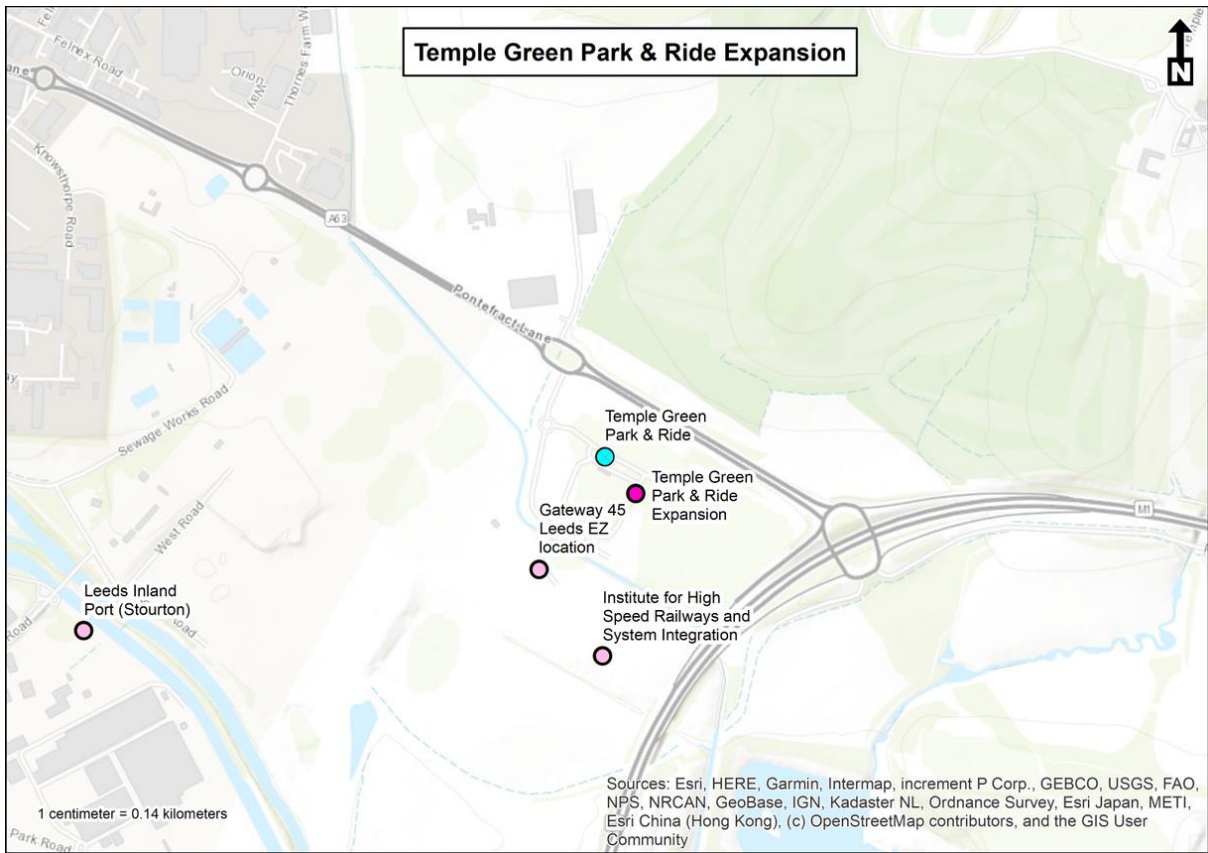 Temple Green Park & Ride Expansion
N
Felnex Road
Orion
Way
Thornes Farm W
Lane
Knowsthorpe Road
A63
Pontefract Lane
Sewage Works Road
Temple Green
Park & Ride
Temple Green
Park & Ride
Expansion
Gateway 45
Leeds EZ
location
M1
West Road
Leeds Inland
Port (Stourton)
Road
Road
Institute for High
Speed Railways and
System Integration
1 centimeter = 0.14 kilometers
Park Road
Sources: Esri, HERE, Garmin, Intermap, increment P Corp., GEBCO, USGS, FAO,
NPS, NRCAN, GeoBase, IGN, Kadaster NL, Ordnance Survey, Esri Japan, METI,
Esri China (Hong Kong), (c) OpenStreetMap contributors, and the GIS User
Community